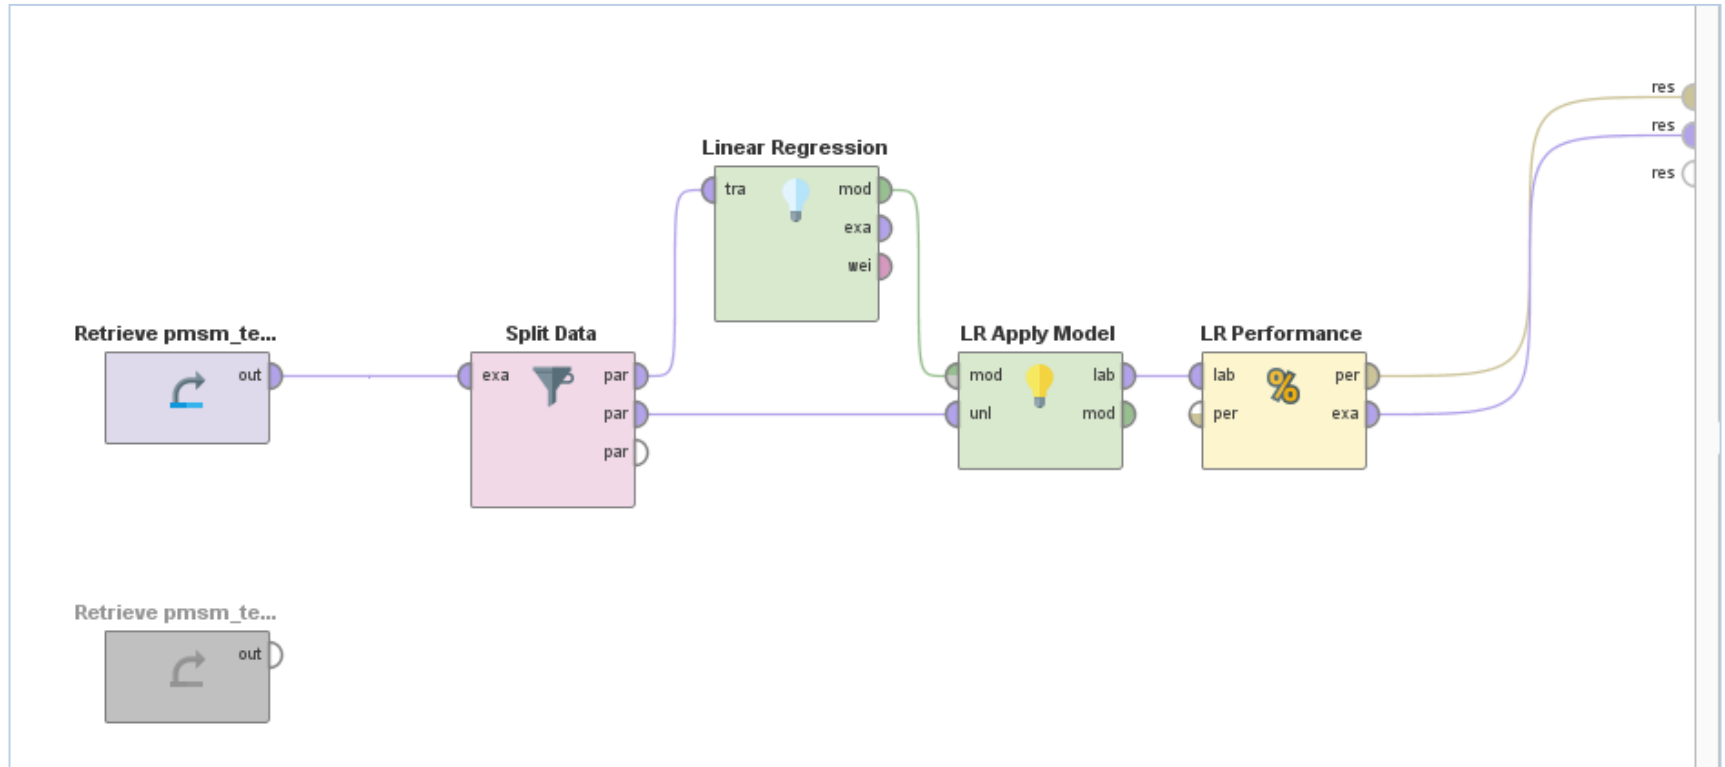 res
res
res
Linear Regression
tra mod
exa
wei
Retrieve pmsm_te...
out
Split Data
exa par
par
par
LR Apply Model
mod lab
unl mod
LR Performance
lab per
per exa
%
Retrieve pmsm_te...
out